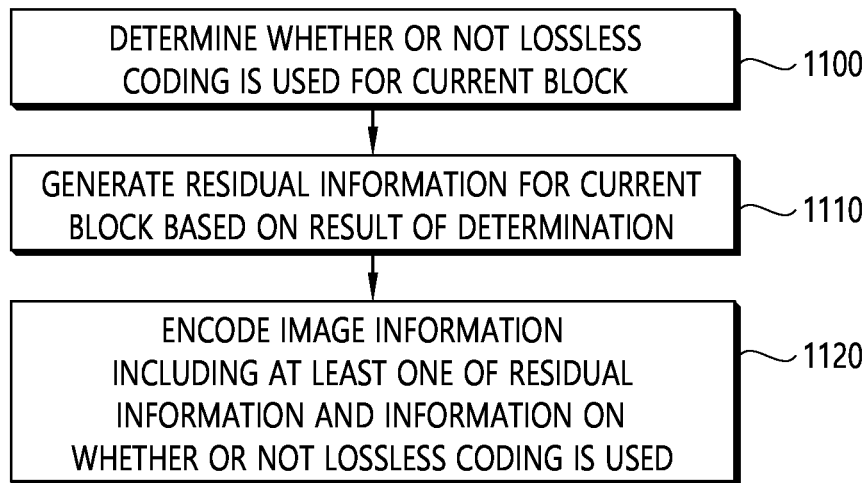 DETERMINE WHETHER OR NOT LOSSLESS
CODING IS USED FOR CURRENT BLOCK
1100
GENERATE RESIDUAL INFORMATION FOR CURRENT
BLOCK BASED ON RESULT OF DETERMINATION
1110
ENCODE IMAGE INFORMATION
INCLUDING AT LEAST ONE OF RESIDUAL
INFORMATION AND INFORMATION ON
WHETHER OR NOT LOSSLESS CODING IS USED
1120